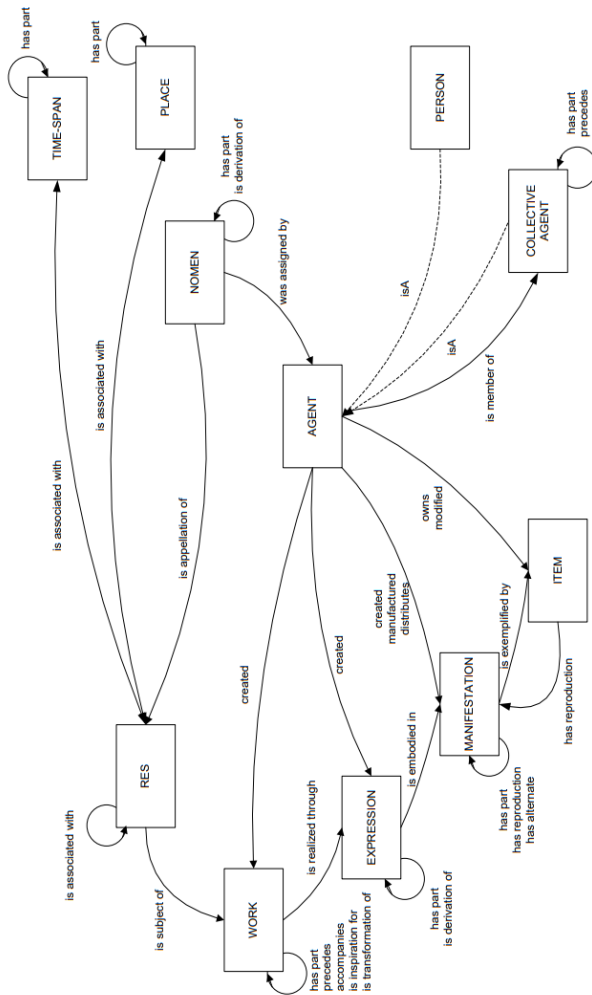 is associated with
RES
is associated with
TIME-SPAN
has part
is associated with
PLACE
has part
is appellation of
NOMEN
has part
is derivation of
is subject of
was assigned by
WORK
has part
precedes
accompanies
is inspiration for
is transformation of
created
AGENT
is realized through
created
EXPRESSION
has part
is derivation of
is embodied in
created
manufactured
distributes
MANIFESTATION
has part
has reproduction
has alternate
is exemplified by
owns
modified
ITEM
has reproduction
isA
PERSON
isA
is member of
COLLECTIVE
AGENT
has part
precedes